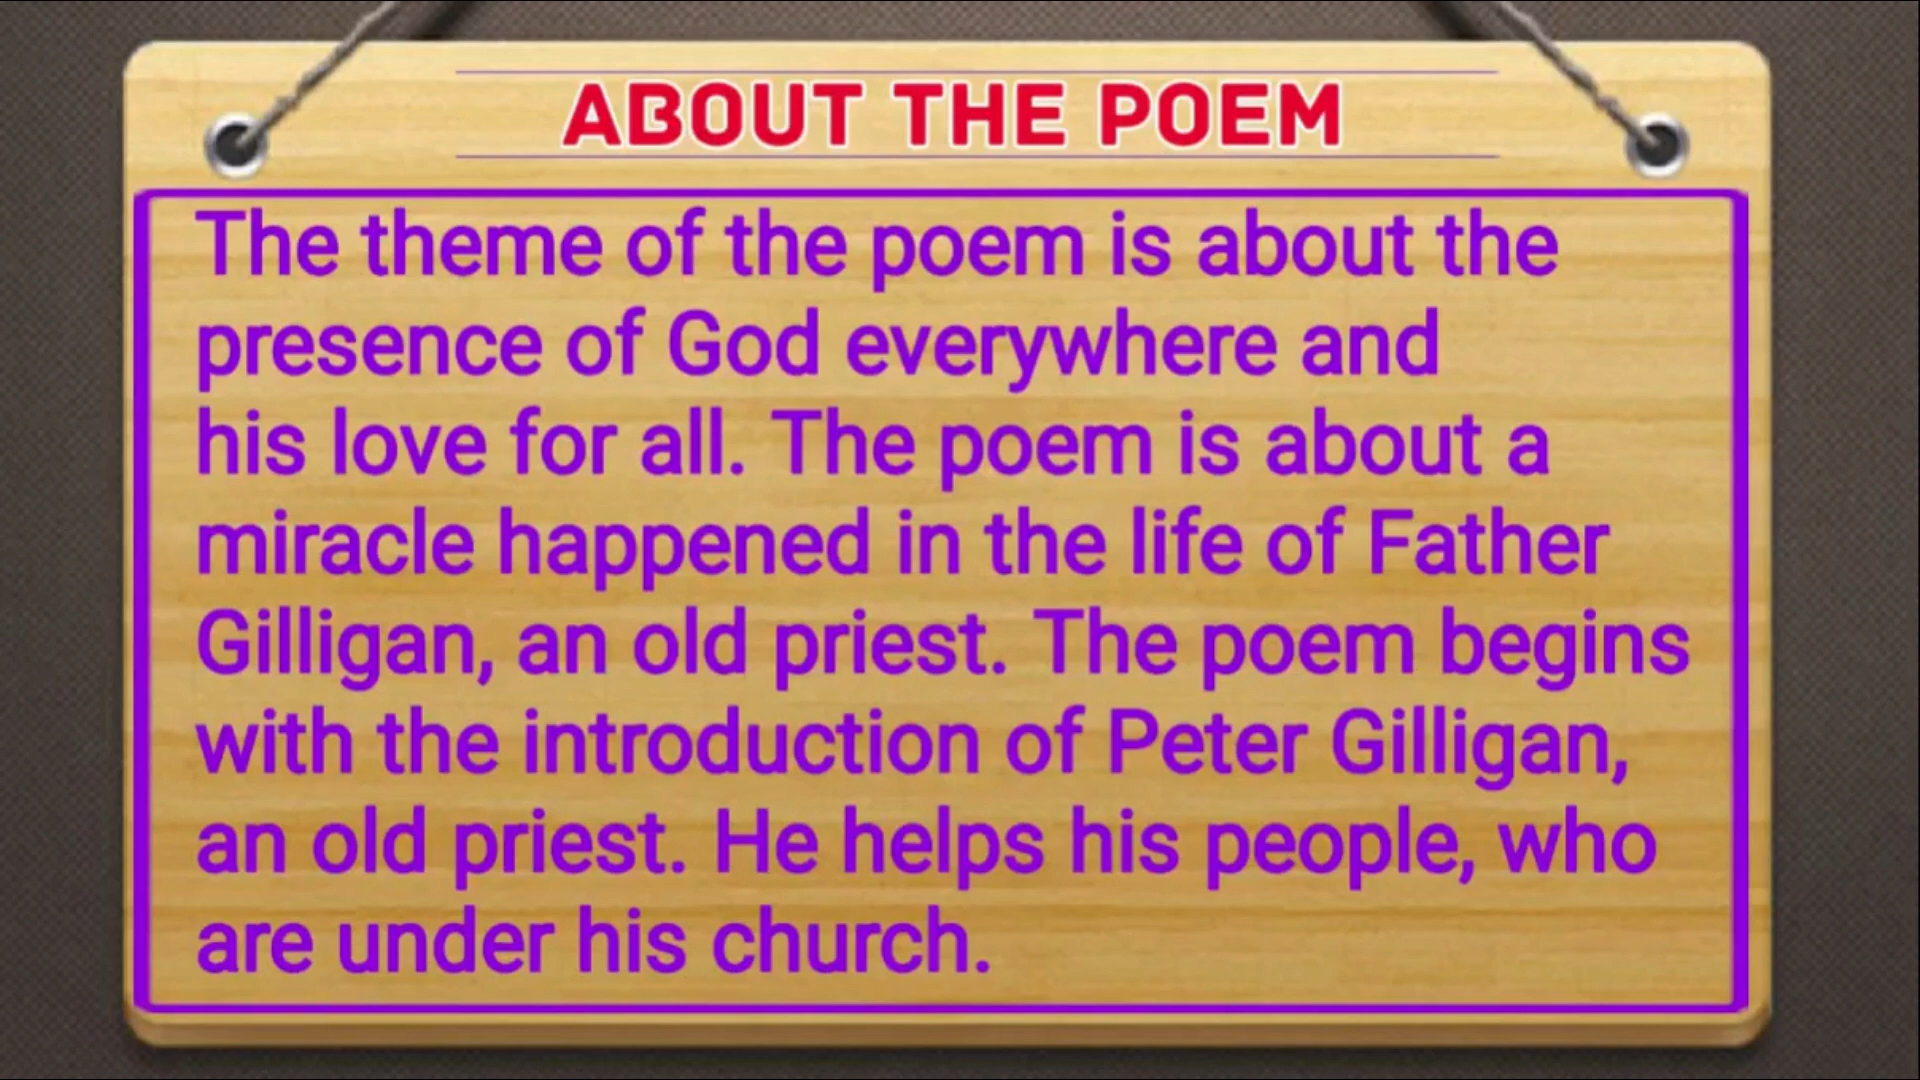 ABOUT THE POEM
The theme of the poem is about the
presence of God everywhere and
his love for all. The poem is about a
miracle happened in the life of Father
Gilligan, an old priest. The poem begins
with the introduction of Peter Gilligan,
an old priest. He helps his people, who
are under his church.